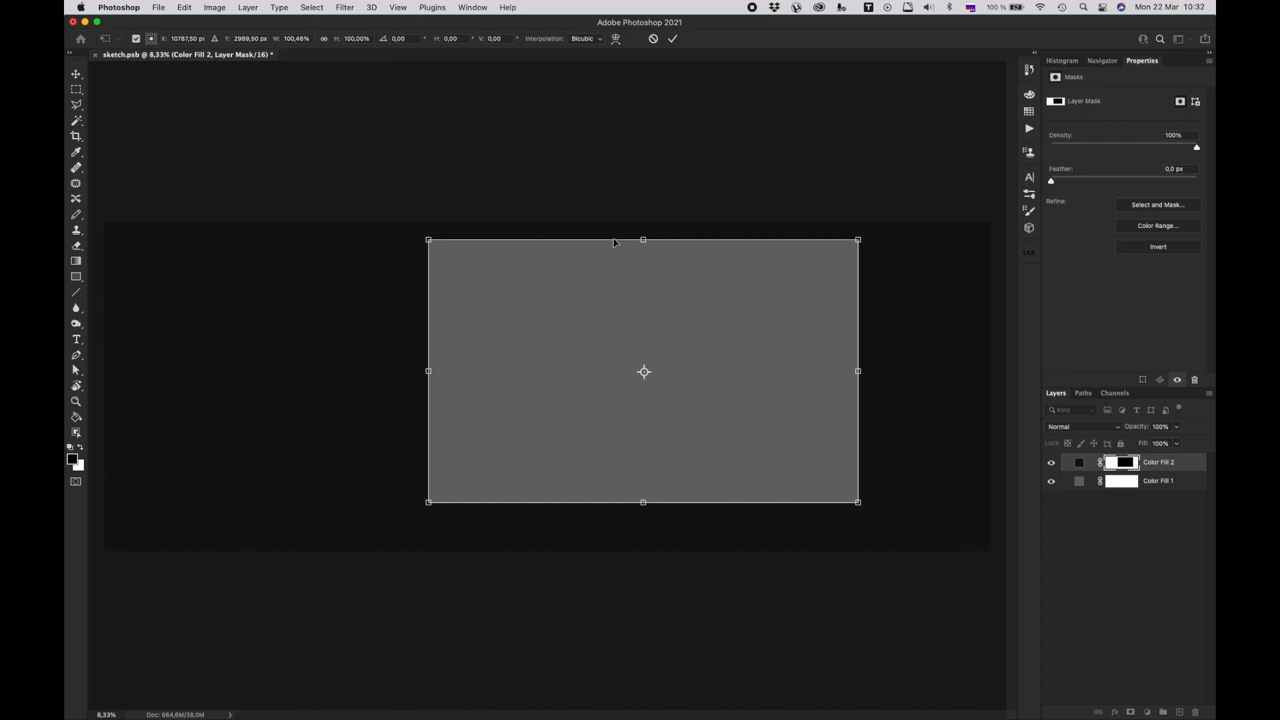 Photoshop File Edit Image Layer Type Select Filter 3D View Plugins Window Help 100 % Mon 22 Mar 10:32
Adobe Photoshop 2021
X: 10787,50 px Y: 2989,50 px W: 100,46% H: 100,00% 0,00 ° H: 0,00 ° V: 0,00 ° Interpolation: Bicubic
sketch.psb @ 8,33% (Color Fill 2, Layer Mask/16) *
Histogram Navigator Properties
Masks
Layer Mask
Density: 100%
Feather: 0,0 px
Refine: Select and Mask...
Color Range...
Invert
LAB
Layers Paths Channels
Kind
Normal Opacity: 100%
Lock: Fill: 100%
Color Fill 2
Color Fill 1
8,33% Doc: 664,6M/38,0M